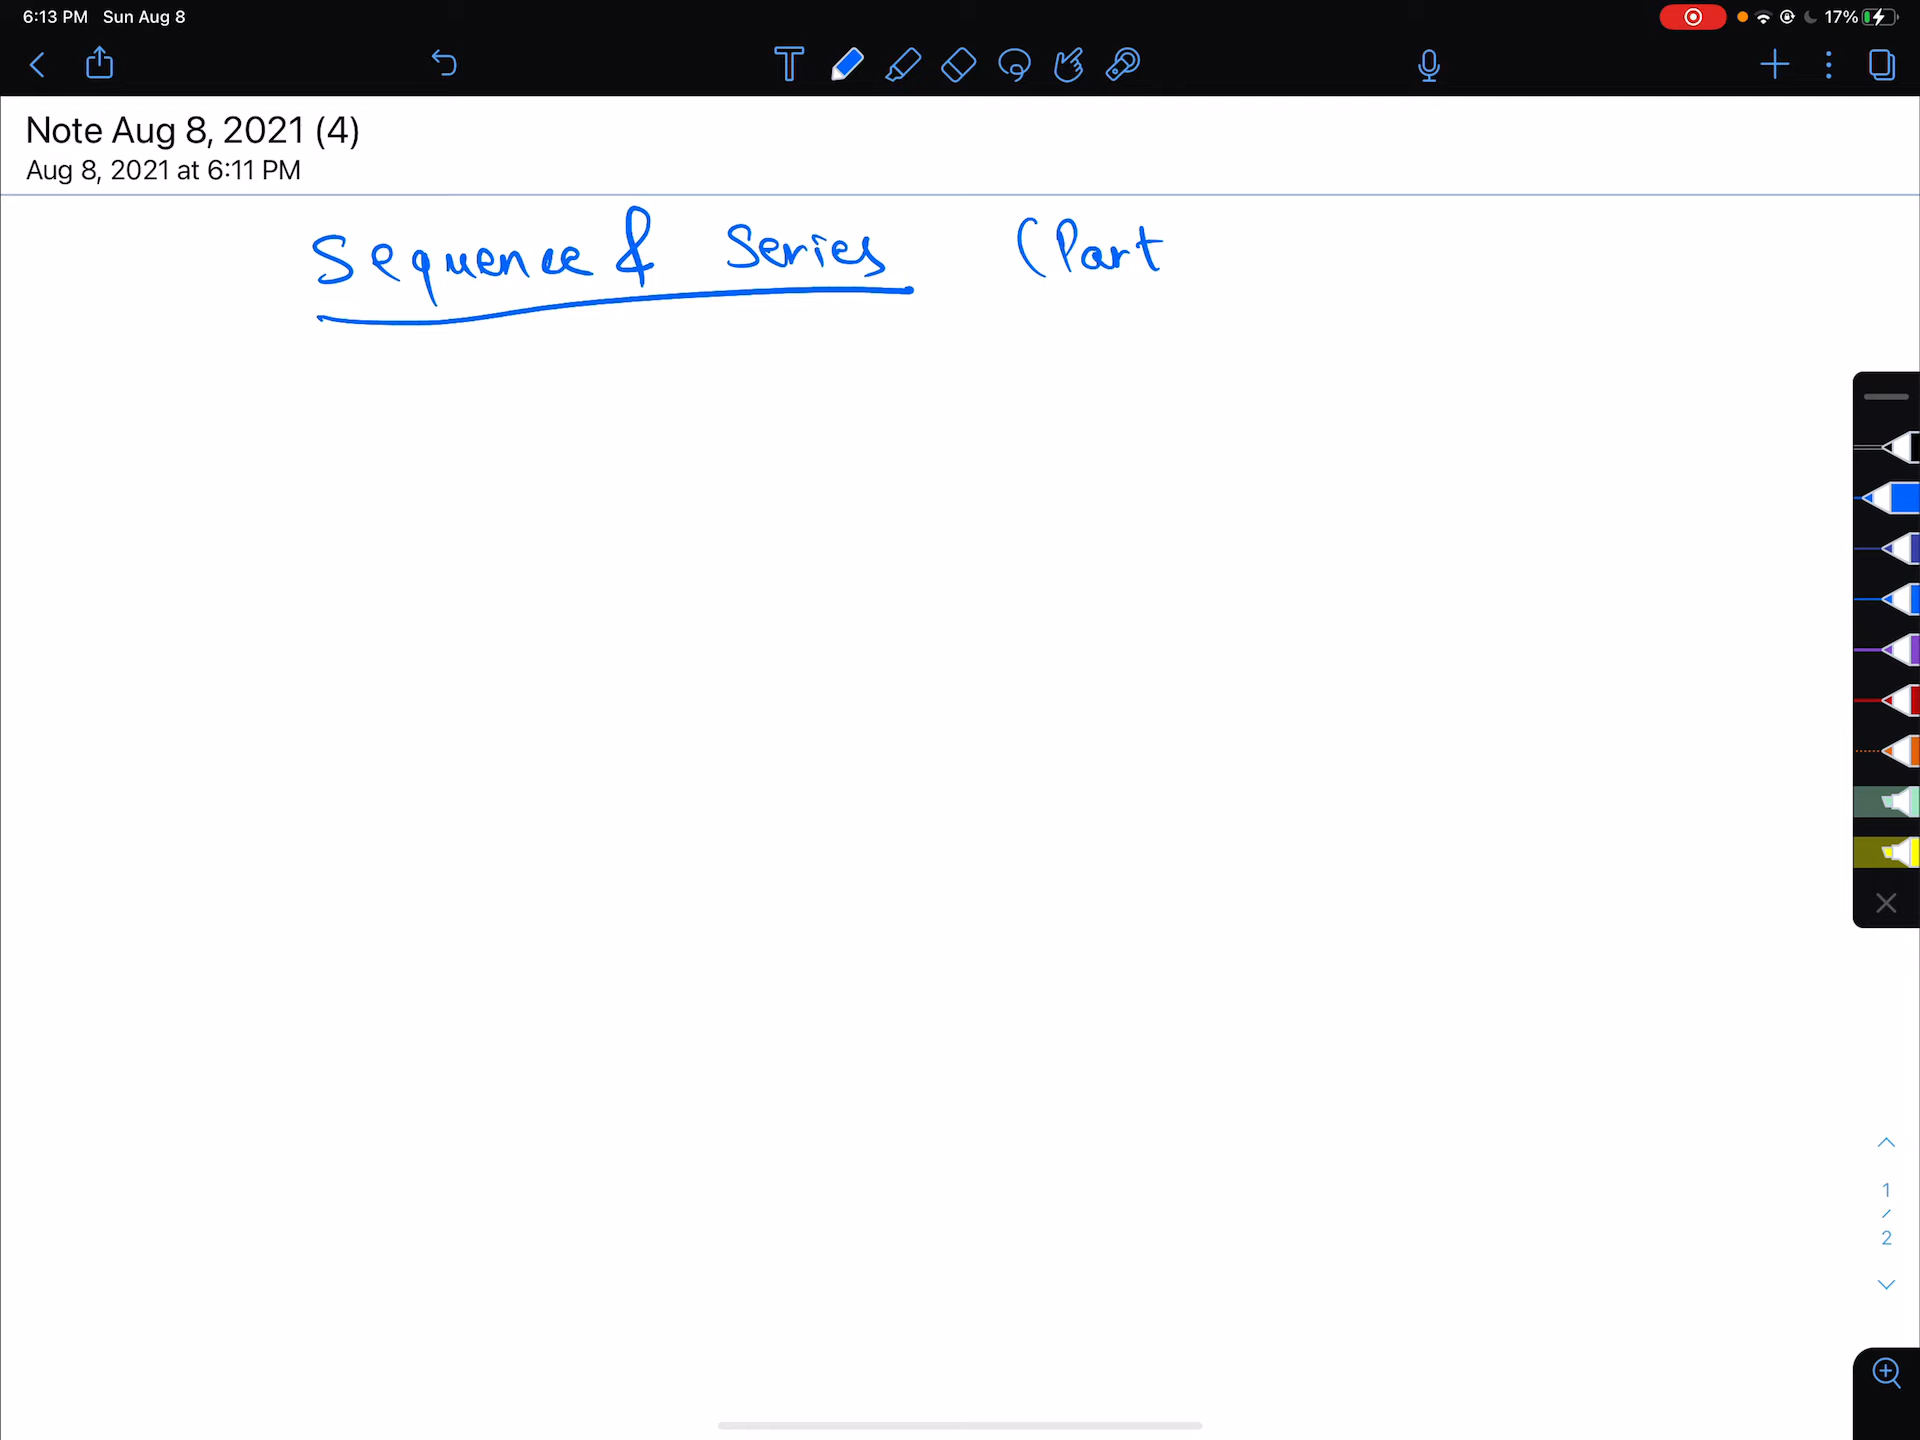 6:13 PM Sun Aug 8
17%
Note Aug 8, 2021 (4)
Aug 8, 2021 at 6:11 PM
Sequence & Series (Part
1
/
2